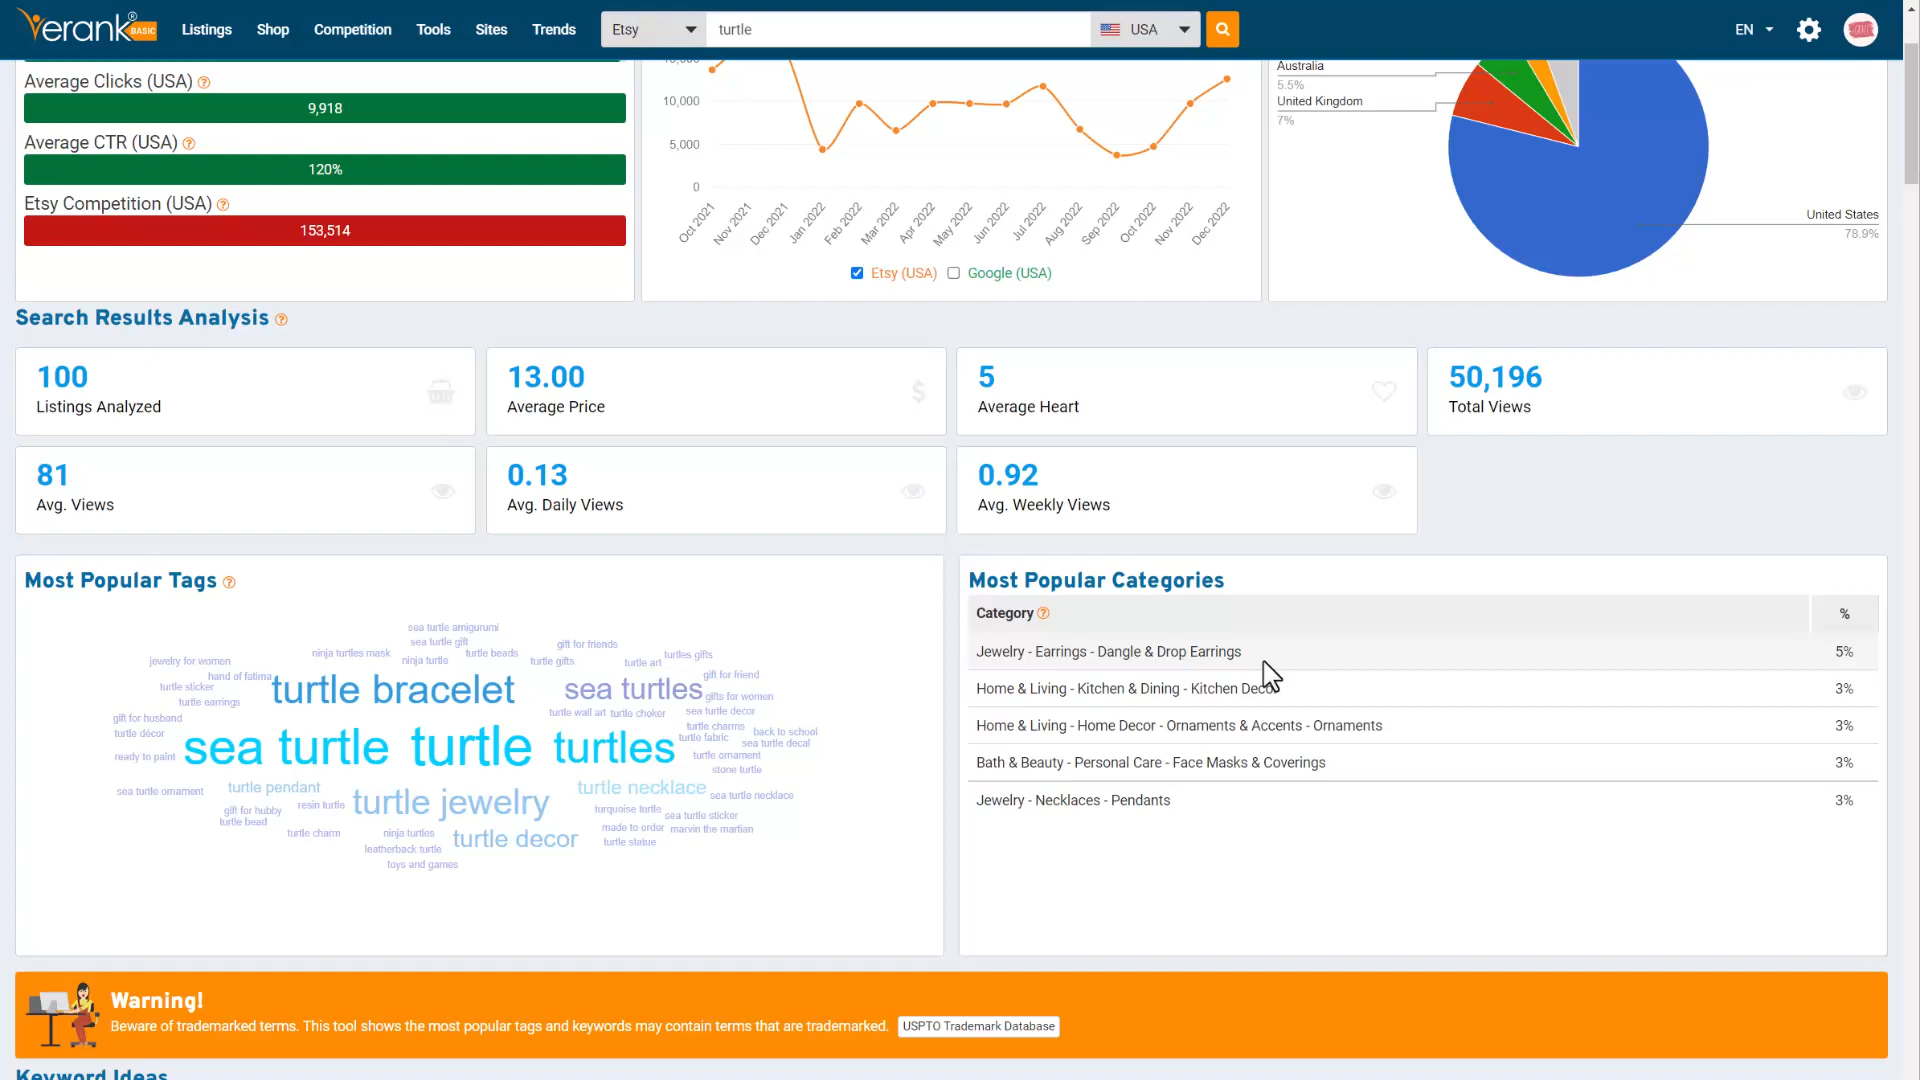 erank® BASIC
Listings
Shop
Competition
Tools
Sites
Trends
Etsy
turtle
USA
EN
Average Clicks (USA)
9,918
Average CTR (USA)
120%
Etsy Competition (USA)
153,514
10,000
5,000
0
Oct 2021
Nov 2021
Dec 2021
Jan 2022
Feb 2022
Mar 2022
Apr 2022
May 2022
Jun 2022
Jul 2022
Aug 2022
Sep 2022
Oct 2022
Nov 2022
Dec 2022
Etsy (USA)
Google (USA)
Australia
5.5%
United Kingdom
7%
United States
78.9%
Search Results Analysis
100
Listings Analyzed
13.00
Average Price
$
5
Average Heart
50,196
Total Views
81
Avg. Views
0.13
Avg. Daily Views
0.92
Avg. Weekly Views
Most Popular Tags
sea turtle amigurumi
sea turtle gift
gift for friends
ninja turtles mask
turtle beads
turtles gifts
jewelry for women
ninja turtle
turtle gifts
turtle art
hand of fatima
gift for friend
turtle sticker
turtle bracelet
sea turtles
gifts for women
turtle earrings
turtle wall art
turtle choker
sea turtle decor
gift for husband
turtle charms
back to school
turtle décor
turtle fabric
sea turtle decal
ready to paint
sea turtle
turtle
turtles
turtle ornament
stone turtle
sea turtle ornament
turtle pendant
turtle necklace
sea turtle necklace
gift for hubby
resin turtle
turtle jewelry
turquoise turtle
sea turtle sticker
turtle bead
made to order
marvin the martian
turtle charm
ninja turtles
turtle decor
turtle statue
leatherback turtle
toys and games
Most Popular Categories
Category
%
Jewelry - Earrings - Dangle & Drop Earrings
5%
Home & Living - Kitchen & Dining - Kitchen Decor
3%
Home & Living - Home Decor - Ornaments & Accents - Ornaments
3%
Bath & Beauty - Personal Care - Face Masks & Coverings
3%
Jewelry - Necklaces - Pendants
3%
Warning!
Beware of trademarked terms. This tool shows the most popular tags and keywords may contain terms that are trademarked.
USPTO Trademark Database
Keyword Ideas